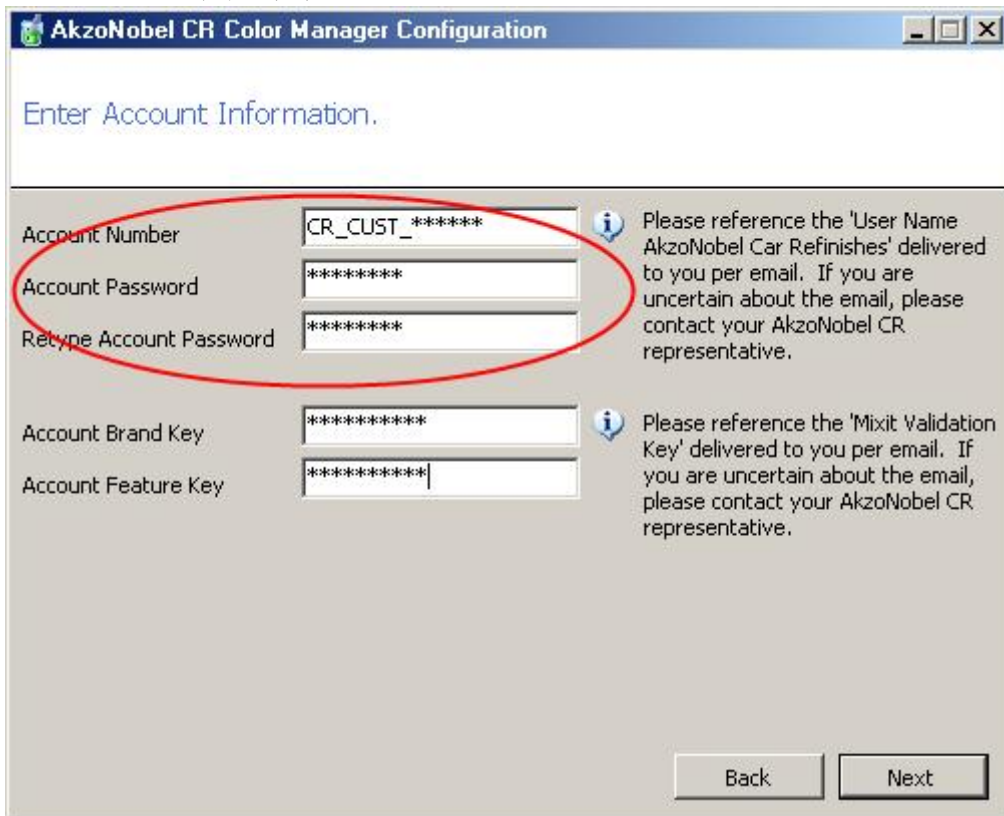 AkzoNobel CR Color Manager Configuration
Enter Account Information.
Account Number
CR_CUST_******
Please reference the 'User Name
AkzoNobel Car Refinishes' delivered
to you per email. If you are
uncertain about the email, please
contact your AkzoNobel CR
representative.
Account Password
********
Retype Account Password
********
Account Brand Key
**********
Please reference the 'Mixit Validation
Key' delivered to you per email. If
you are uncertain about the email,
please contact your AkzoNobel CR
representative.
Account Feature Key
**********
Back
Next